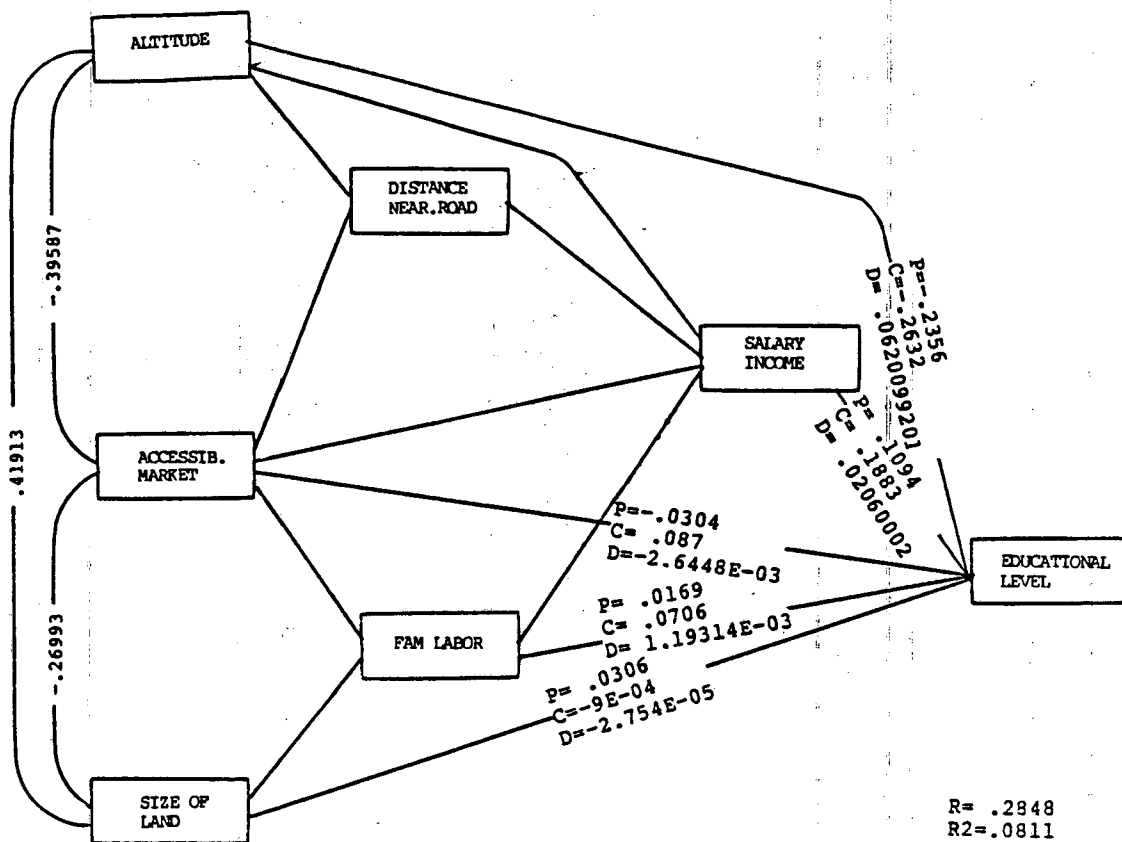 ALTITUDE
DISTANCE
NEAR.ROAD
-.39587
.41913
P=-.2356
C=-.2632
D= .0620099201
SALARY
INCOME
P= .1094
C= .1883
D= .02060002
ACCESSIB.
MARKET
P=-.0304
C= .087
D=-2.6448E-03
EDUCATIONAL
LEVEL
P= .0169
C= .0706
D= 1.19314E-03
FAM LABOR
-.26993
P= .0306
C=-9E-04
D=-2.754E-05
SIZE OF
LAND
R= .2848
R2=.0811